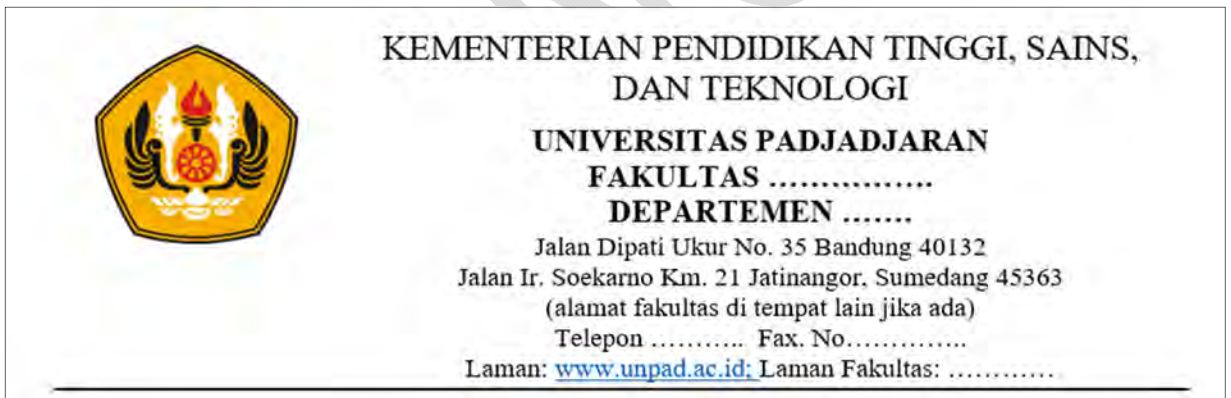 KEMENTERIAN PENDIDIKAN TINGGI, SAINS,
DAN TEKNOLOGI
UNIVERSITAS PADJADJARAN
FAKULTAS …………….
DEPARTEMEN …….
Jalan Dipati Ukur No. 35 Bandung 40132
Jalan Ir. Soekarno Km. 21 Jatinangor, Sumedang 45363
(alamat fakultas di tempat lain jika ada)
Telepon ……….. Fax. No…………..
Laman: www.unpad.ac.id; Laman Fakultas: …………